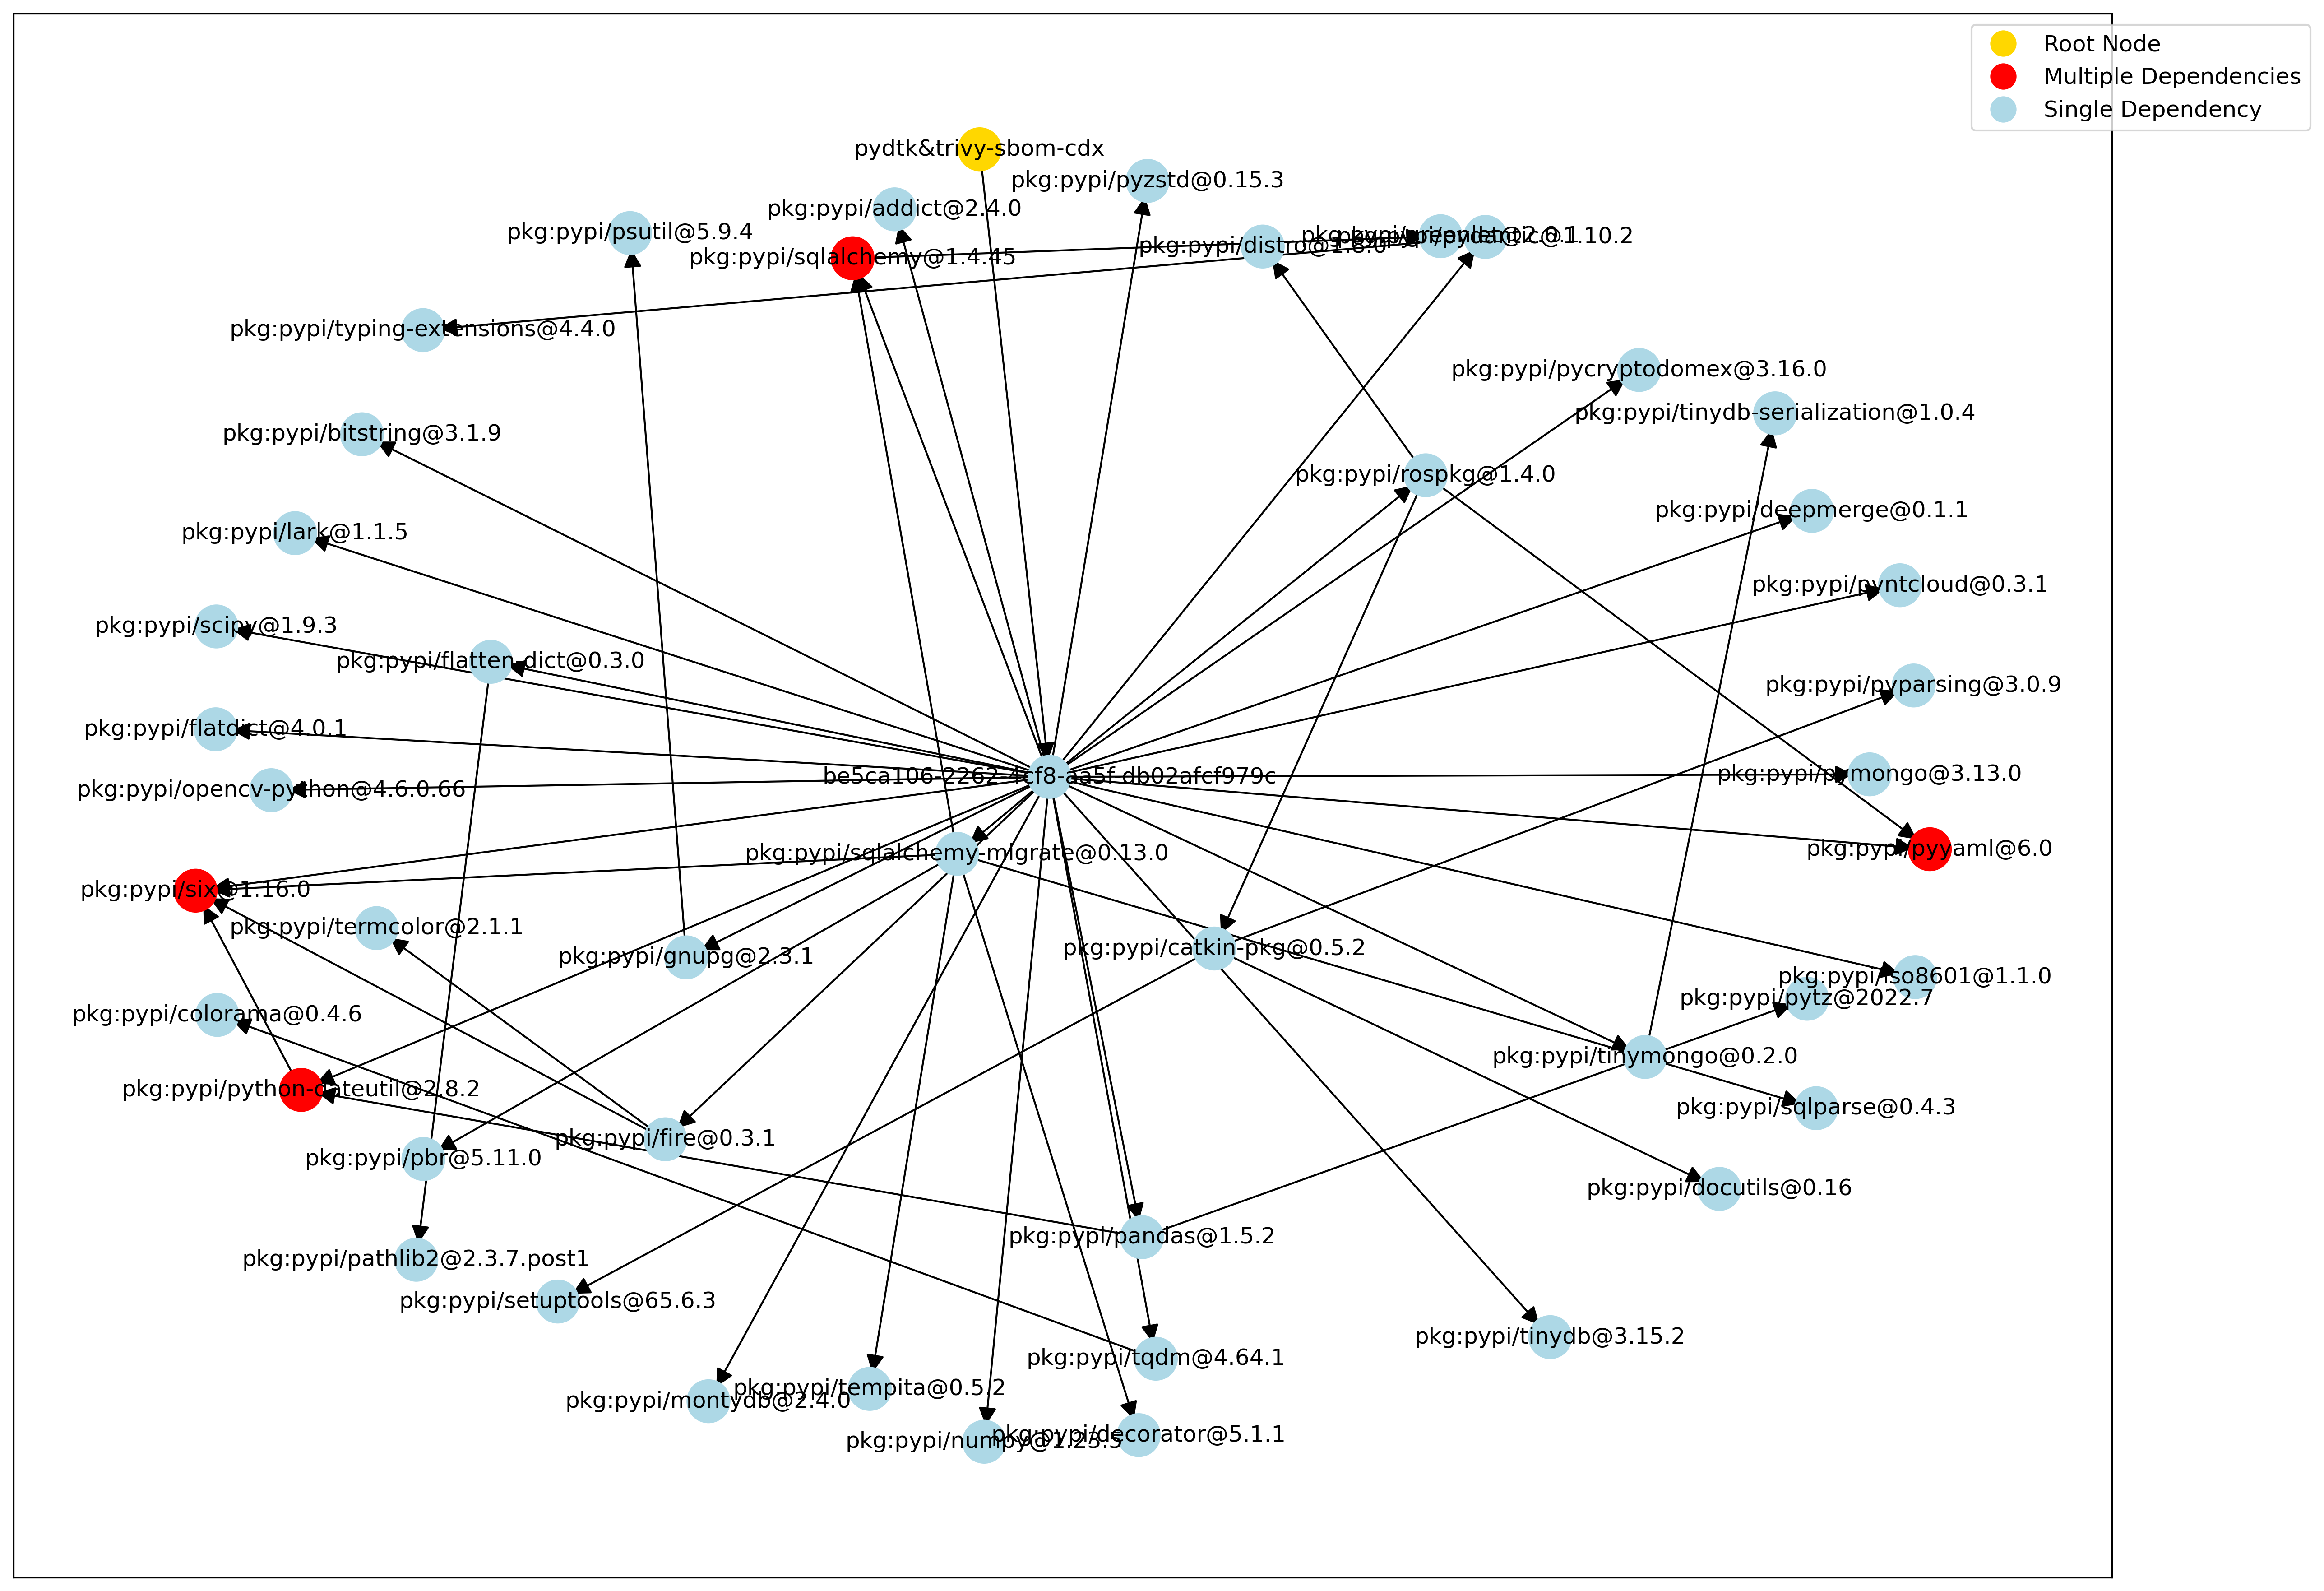 Root Node
Multiple Dependencies
Single Dependency
pydtk&trivy-sbom-cdx
pkg:pypi/pyzstd@0.15.3
pkg:pypi/addict@2.4.0
pkg:pypi/psutil@5.9.4
pkg:pypi/sqlalchemy@1.4.45
pkg:pypi/distro@1.8.0
pkg:pypi/greenlet@2.0.1
pkg:pypi/pydantic@1.10.2
pkg:pypi/typing-extensions@4.4.0
pkg:pypi/pycryptodomex@3.16.0
pkg:pypi/tinydb-serialization@1.0.4
pkg:pypi/bitstring@3.1.9
pkg:pypi/rospkg@1.4.0
pkg:pypi/deepmerge@0.1.1
pkg:pypi/lark@1.1.5
pkg:pypi/pyntcloud@0.3.1
pkg:pypi/scipy@1.9.3
pkg:pypi/flatten-dict@0.3.0
pkg:pypi/pyparsing@3.0.9
pkg:pypi/flatdict@4.0.1
be5ca106-2262-4cf8-aa5f-db02afcf979c
pkg:pypi/pymongo@3.13.0
pkg:pypi/opencv-python@4.6.0.66
pkg:pypi/sqlalchemy-migrate@0.13.0
pkg:pypi/pyyaml@6.0
pkg:pypi/six@1.16.0
pkg:pypi/termcolor@2.1.1
pkg:pypi/gnupg@2.3.1
pkg:pypi/catkin-pkg@0.5.2
pkg:pypi/iso8601@1.1.0
pkg:pypi/pytz@2022.7
pkg:pypi/colorama@0.4.6
pkg:pypi/tinymongo@0.2.0
pkg:pypi/python-dateutil@2.8.2
pkg:pypi/sqlparse@0.4.3
pkg:pypi/fire@0.3.1
pkg:pypi/pbr@5.11.0
pkg:pypi/docutils@0.16
pkg:pypi/pandas@1.5.2
pkg:pypi/pathlib2@2.3.7.post1
pkg:pypi/setuptools@65.6.3
pkg:pypi/tinydb@3.15.2
pkg:pypi/tqdm@4.64.1
pkg:pypi/tempita@0.5.2
pkg:pypi/montydb@2.4.0
pkg:pypi/decorator@5.1.1
pkg:pypi/numpy@1.23.5